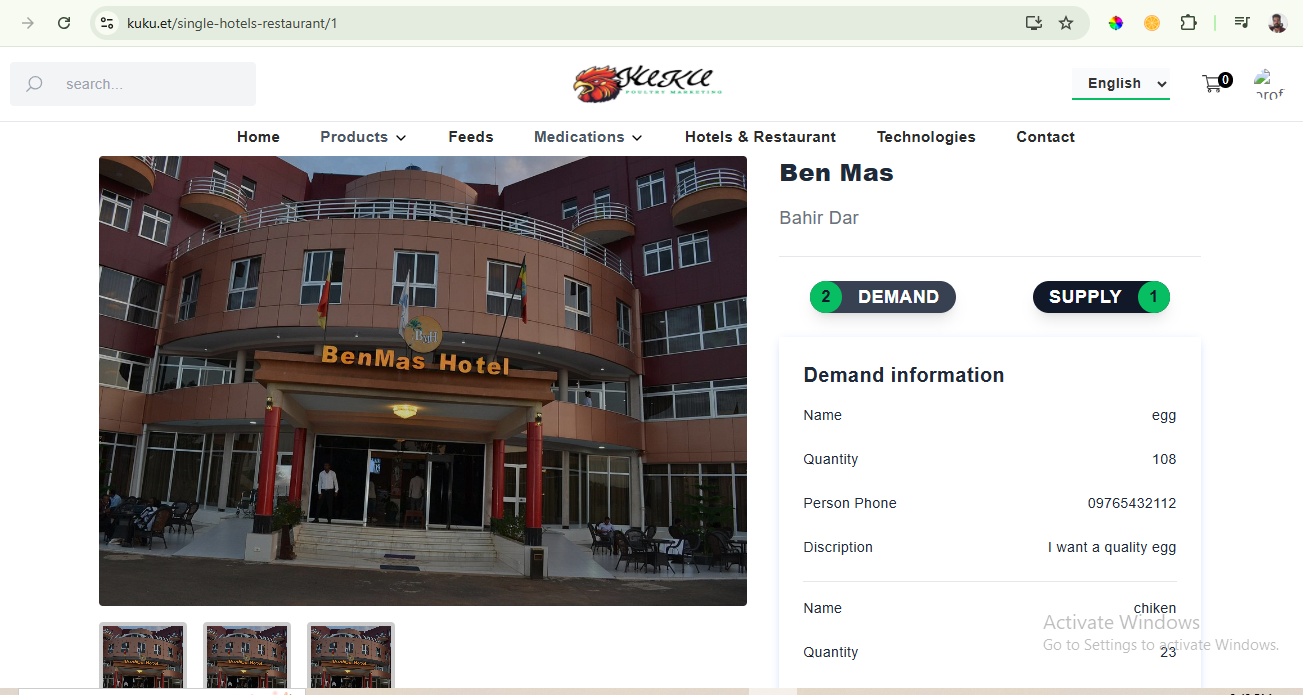 kuku.et/single-hotels-restaurant/1
search...
KUKU
POULTRY MARKETING
English
0
prof
Home Products Feeds Medications Hotels & Restaurant Technologies Contact
BenMas Hotel
Ben Mas
Bahir Dar
2 DEMAND SUPPLY 1
Demand information
Name egg
Quantity 108
Person Phone 09765432112
Discription I want a quality egg
Name chiken
Quantity 23
Activate Windows
Go to Settings to activate Windows.